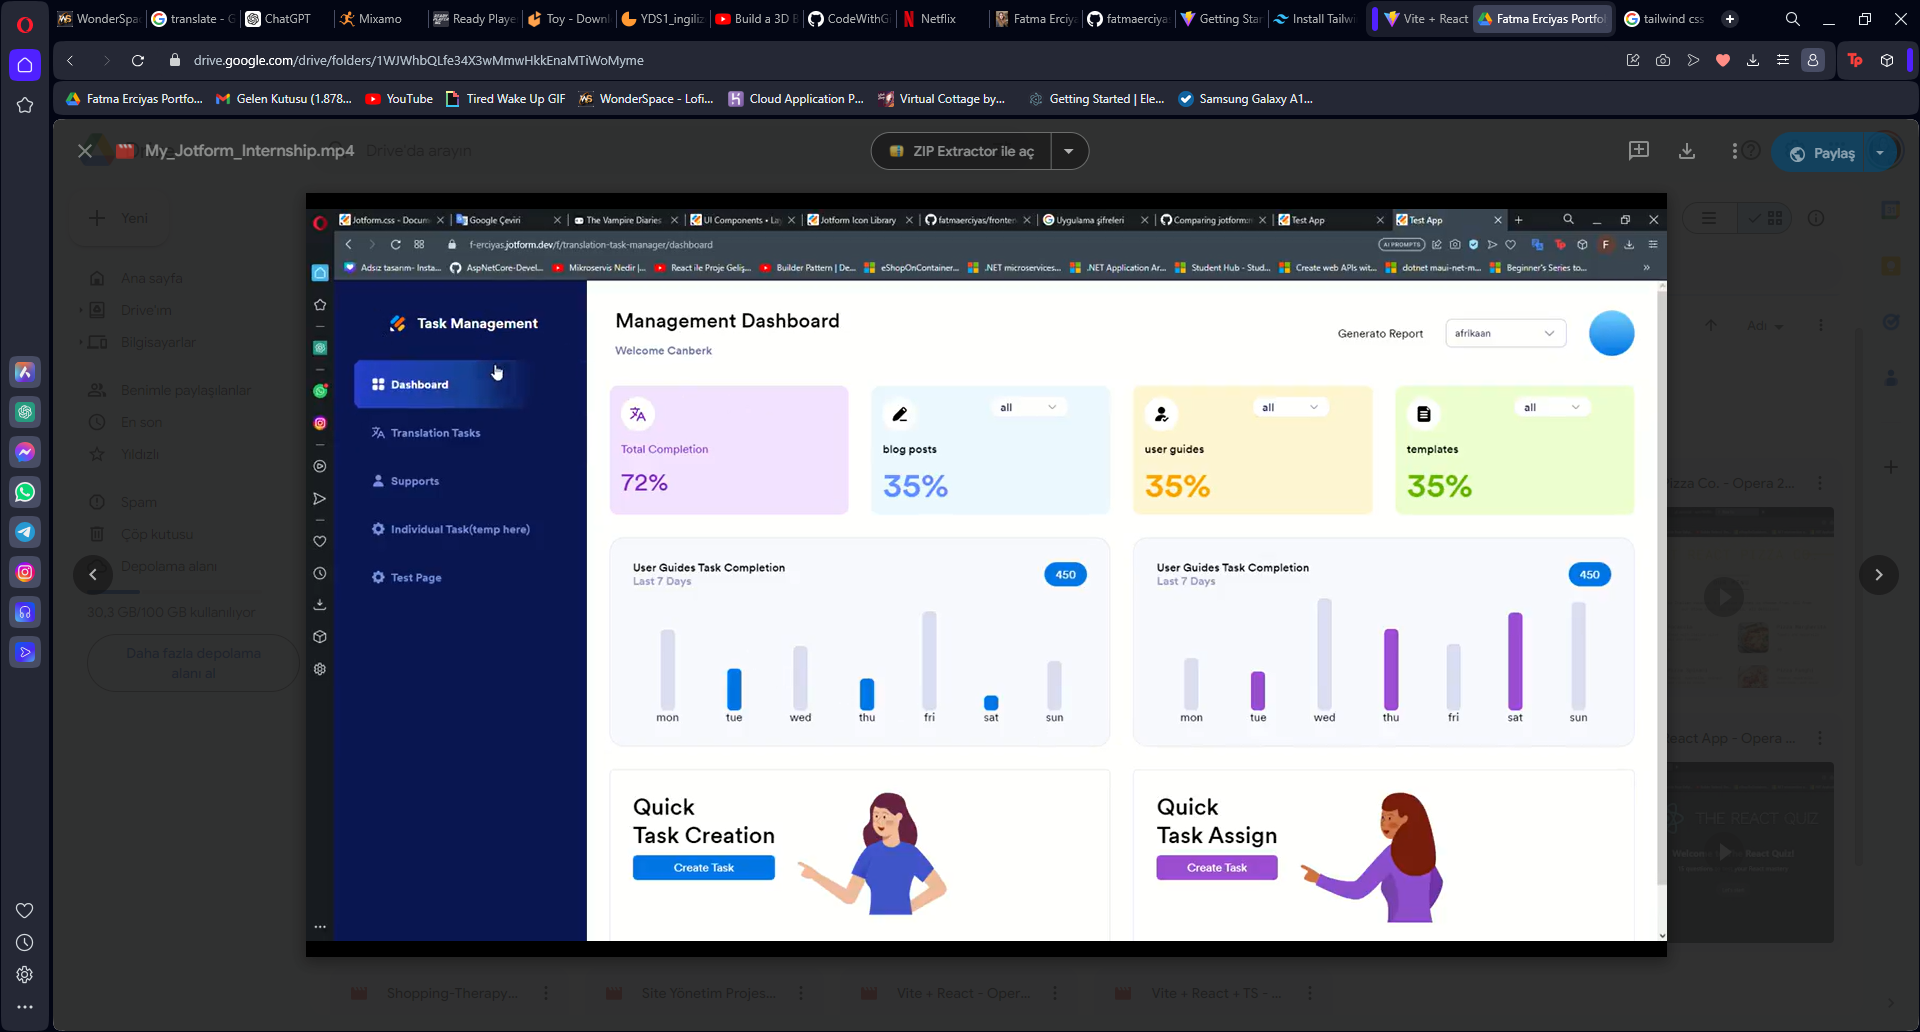 WonderSpac
translate - G
ChatGPT
Mixamo
Ready Playe
Toy - Downl
YDS1_ingiliz
Build a 3D
CodeWithG
Netflix
Fatma Erciya
fatmaerciya
Getting Star
Install Tailwi
Vite + React
Fatma Erciyas Portfo
tailwind css
drive.google.com/drive/folders/1WJWhbQLfe34X3wMmwHkkEnaMTiWoMyme
Fatma Erciyas Portfo...
Gelen Kutusu (1.878...
YouTube
Tired Wake Up GIF
WonderSpace - Lofi...
Cloud Application P...
Virtual Cottage by...
Getting Started | Ele...
Samsung Galaxy A1...
My_Jotform_Internship.mp4
Drive'da arayın
ZIP Extractor ile aç
Paylaş
Yeni
Ana sayfa
Drive'ım
Bilgisayarlar
Benimle paylaşılanlar
En son
Yıldızlı
Spam
Çöp kutusu
Depolama alanı
30.3 GB/100 GB kullanılıyor
Daha fazla depolama
alanı al
Jotform.css - Docum
Google Çeviri
The Vampire Diaries
UI Components • La
Jotform Icon Library
fatmaerciyas/fronten
Uygulama şifreleri
Comparing jotform:
Test App
Test App
f-erciyas.jotform.dev/f/translation-task-manager/dashboard
AI PROMPTS
F
Adsız tasarım- Insta...
AspNetCore-Devel...
Mikroservis Nedir |...
React ile Proje Geliş...
Builder Pattern | De...
eShopOnContainer...
.NET microservices...
.NET Application Ar...
Student Hub - Stud...
Create web APIs wit...
dotnet maui-net-m...
Beginner's Series to...
Task Management
Dashboard
Translation Tasks
Supports
Individual Task(temp here)
Test Page
Management Dashboard
Welcome Canberk
Generato Report
afrikaan
Total Completion
72%
all
blog posts
35%
all
user guides
35%
all
templates
35%
User Guides Task Completion
Last 7 Days
450
mon
tue
wed
thu
fri
sat
sun
User Guides Task Completion
Last 7 Days
450
mon
tue
wed
thu
fri
sat
sun
Quick
Task Creation
Create Task
Quick
Task Assign
Create Task
Adı
izza Co. - Opera 2...
eact App - Opera ...
THE REACT QUIZ
React Quiz!
Shopping-Therapy...
Site Yönetim Projes...
Vite + React - Oper...
Vite + React + TS - ...